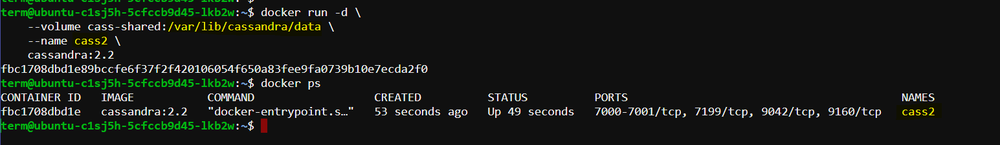 term@ubuntu-c1sj5h-5cfccb9d45-lkb2w:~$ docker run -d \
    --volume cass-shared:/var/lib/cassandra/data \
    --name cass2 \
    cassandra:2.2
fbc1708dbd1e89bccfe6f37f2f420106054f650a83fee9fa0739b10e7ecda2f0
term@ubuntu-c1sj5h-5cfccb9d45-lkb2w:~$ docker ps
CONTAINER ID   IMAGE           COMMAND                  CREATED          STATUS          PORTS                                         NAMES
fbc1708dbd1e   cassandra:2.2   "docker-entrypoint.s…"   53 seconds ago   Up 49 seconds   7000-7001/tcp, 7199/tcp, 9042/tcp, 9160/tcp   cass2
term@ubuntu-c1sj5h-5cfccb9d45-lkb2w:~$